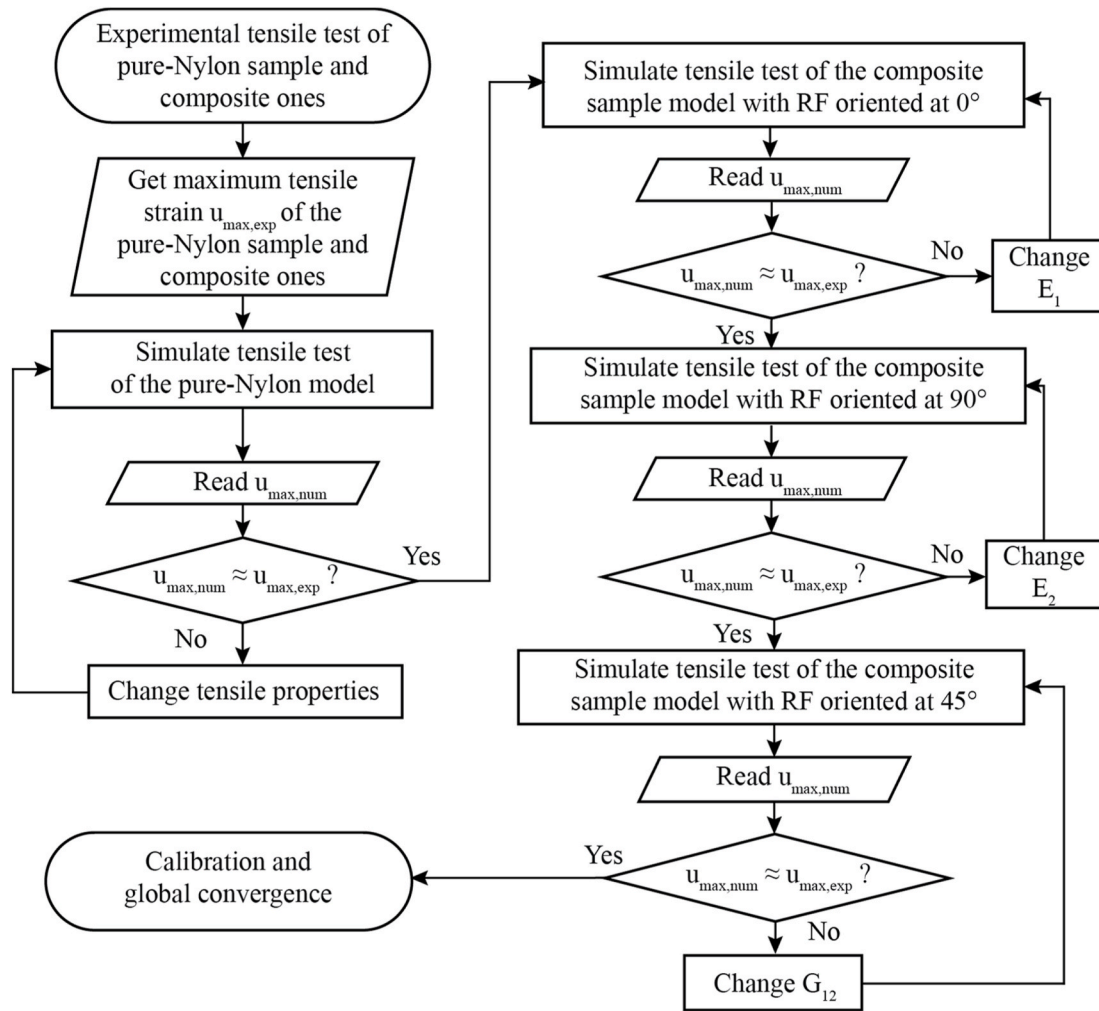 Experimental tensile test of
pure-Nylon sample and
composite ones
Get maximum tensile
strain u_max,exp of the
pure-Nylon sample and
composite ones
Simulate tensile test
of the pure-Nylon model
Read u_max,num
u_max,num ≈ u_max,exp ?
Yes
No
Change tensile properties
Simulate tensile test of the composite
sample model with RF oriented at 0°
Read u_max,num
u_max,num ≈ u_max,exp ?
No
Change
E_1
Yes
Simulate tensile test of the composite
sample model with RF oriented at 90°
Read u_max,num
u_max,num ≈ u_max,exp ?
No
Change
E_2
Yes
Simulate tensile test of the composite
sample model with RF oriented at 45°
Read u_max,num
u_max,num ≈ u_max,exp ?
Yes
No
Change G_12
Calibration and
global convergence